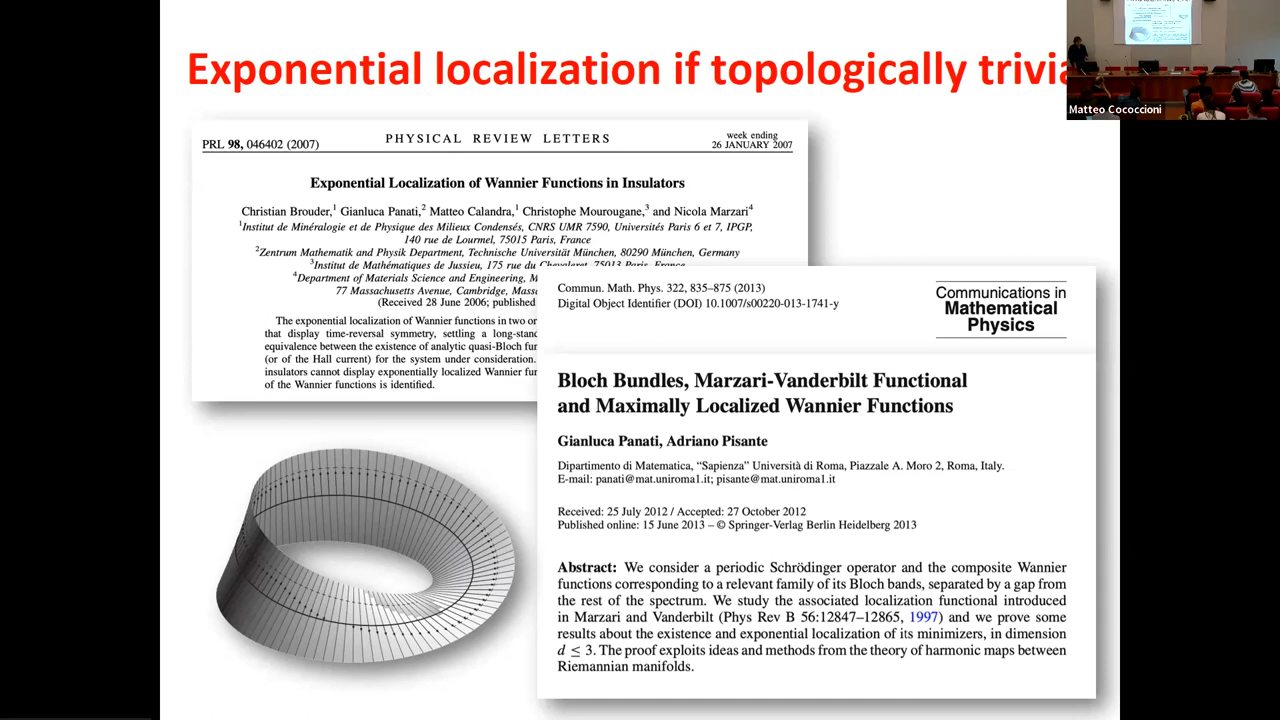 Exponential localization if topologically trivia
Matteo Cococcioni
PRL 98, 046402 (2007)
PHYSICAL REVIEW LETTERS
week ending
26 JANUARY 2007
Exponential Localization of Wannier Functions in Insulators
Christian Brouder,1 Gianluca Panati,2 Matteo Calandra,1 Christophe Mourougane,3 and Nicola Marzari4
1Institut de Minéralogie et de Physique des Milieux Condensés, CNRS UMR 7590, Universités Paris 6 et 7, IPGP,
140 rue de Lourmel, 75015 Paris, France
2Zentrum Mathematik and Physik Department, Technische Universität München, 80290 München, Germany
3Institut de Mathématiques de Jussieu, 175 rue du Chevaleret, 75013 Paris, France
4Department of Materials Science and Engineering, M
77 Massachusetts Avenue, Cambridge, Mass
(Received 28 June 2006; published
The exponential localization of Wannier functions in two or
that display time-reversal symmetry, settling a long-stand
equivalence between the existence of analytic quasi-Bloch fun
(or of the Hall current) for the system under consideration.
insulators cannot display exponentially localized Wannier fun
of the Wannier functions is identified.
Commun. Math. Phys. 322, 835–875 (2013)
Digital Object Identifier (DOI) 10.1007/s00220-013-1741-y
Communications in
Mathematical
Physics
Bloch Bundles, Marzari-Vanderbilt Functional
and Maximally Localized Wannier Functions
Gianluca Panati, Adriano Pisante
Dipartimento di Matematica, “Sapienza” Università di Roma, Piazzale A. Moro 2, Roma, Italy.
E-mail: panati@mat.uniroma1.it; pisante@mat.uniroma1.it
Received: 25 July 2012 / Accepted: 27 October 2012
Published online: 15 June 2013 – © Springer-Verlag Berlin Heidelberg 2013
Abstract: We consider a periodic Schrödinger operator and the composite Wannier
functions corresponding to a relevant family of its Bloch bands, separated by a gap from
the rest of the spectrum. We study the associated localization functional introduced
in Marzari and Vanderbilt (Phys Rev B 56:12847–12865, 1997) and we prove some
results about the existence and exponential localization of its minimizers, in dimension
d ≤ 3. The proof exploits ideas and methods from the theory of harmonic maps between
Riemannian manifolds.